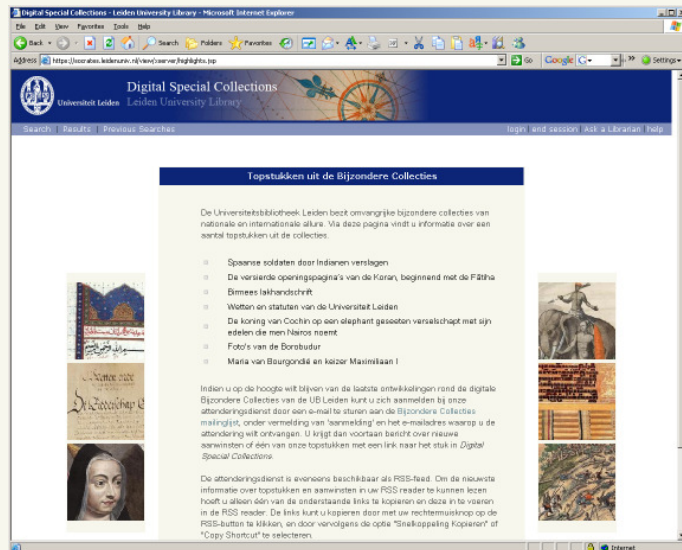 Digital Special Collections - Leiden University Library - Microsoft Internet Explorer
File Edit View Favorites Tools Help
Back Search Folders Favorites
Address https://socrates.leidenuniv.nl/view/xserver/highlights.jsp Go Google G Settings
Universiteit Leiden
Digital Special Collections
Leiden University Library
Search | Results | Previous Searches login | end session | Ask a Librarian | help
Topstukken uit de Bijzondere Collecties
De Universiteitsbibliotheek Leiden bezit omvangrijke bijzondere collecties van
nationale en internationale allure. Via deze pagina vindt u informatie over een
aantal topstukken uit de collecties.
Spaanse soldaten door Indianen verslagen
De versierde openingspagina's van de Koran, beginnend met de Fātiha
Birmees lakhandschrift
Wetten en statuten van de Universiteit Leiden
De koning van Cochin op een elephant geseeten verselschapt met sijn
edelen die men Nairos noemt
Foto's van de Borobudur
Maria van Bourgondië en keizer Maximiliaan I
Indien u op de hoogte wilt blijven van de laatste ontwikkelingen rond de digitale
Bijzondere Collecties van de UB Leiden kunt u zich aanmelden bij onze
attenderingsdienst door een e-mail te sturen aan de Bijzondere Collecties
mailinglijst, onder vermelding van 'aanmelding' en het e-mailadres waarop u de
attendering wilt ontvangen. U krijgt dan voortaan bericht over nieuwe
aanwinsten of één van onze topstukken met een link naar het stuk in Digital
Special Collections.
De attenderingsdienst is eveneens beschikbaar als RSS-feed. Om de nieuwste
informatie over topstukken en aanwinsten in uw RSS reader te kunnen lezen
hoeft u alleen één van de onderstaande links te kopieren en deze in te voeren
in de RSS reader. De links kunt u kopieren door met uw rechtermuisknop op de
RSS-button te klikken, en door vervolgens de optie "Snelkoppeling Kopieren" of
"Copy Shortcut" te selecteren.
Internet